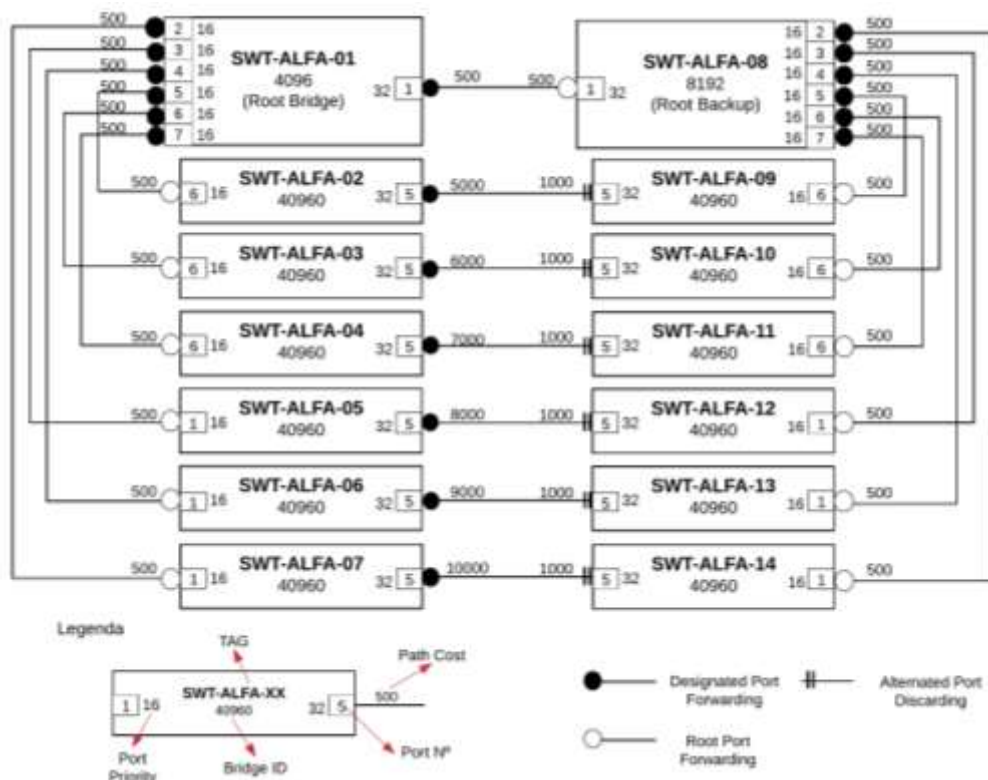 500 2 16 SWT-ALFA-01 500 500 SWT-ALFA-08 16 2 500
500 3 16 4096 8192 16 3 500
500 4 16 (Root Bridge) 32 1 1 32 (Root Backup) 16 4 500
500 5 16 16 5 500
500 6 16 16 6 500
500 7 16 16 7 500
500 6 16 SWT-ALFA-02 32 5 5000 1000 5 32 SWT-ALFA-09 16 6 500
40960 40960
500 6 16 SWT-ALFA-03 32 5 6000 1000 5 32 SWT-ALFA-10 16 6 500
40960 40960
500 6 16 SWT-ALFA-04 32 5 7000 1000 5 32 SWT-ALFA-11 16 6 500
40960 40960
500 1 16 SWT-ALFA-05 32 5 8000 1000 5 32 SWT-ALFA-12 16 1 500
40960 40960
500 1 16 SWT-ALFA-06 32 5 9000 1000 5 32 SWT-ALFA-13 16 1 500
40960 40960
500 1 16 SWT-ALFA-07 32 5 10000 1000 5 32 SWT-ALFA-14 16 1 500
40960 40960
Legenda
TAG
Path Cost
1 16 SWT-ALFA-XX 32 5 500
40960
Port
Priority
Bridge ID
Port Nº
Designated Port
Forwarding
Alternated Port
Discarding
Root Port
Forwarding